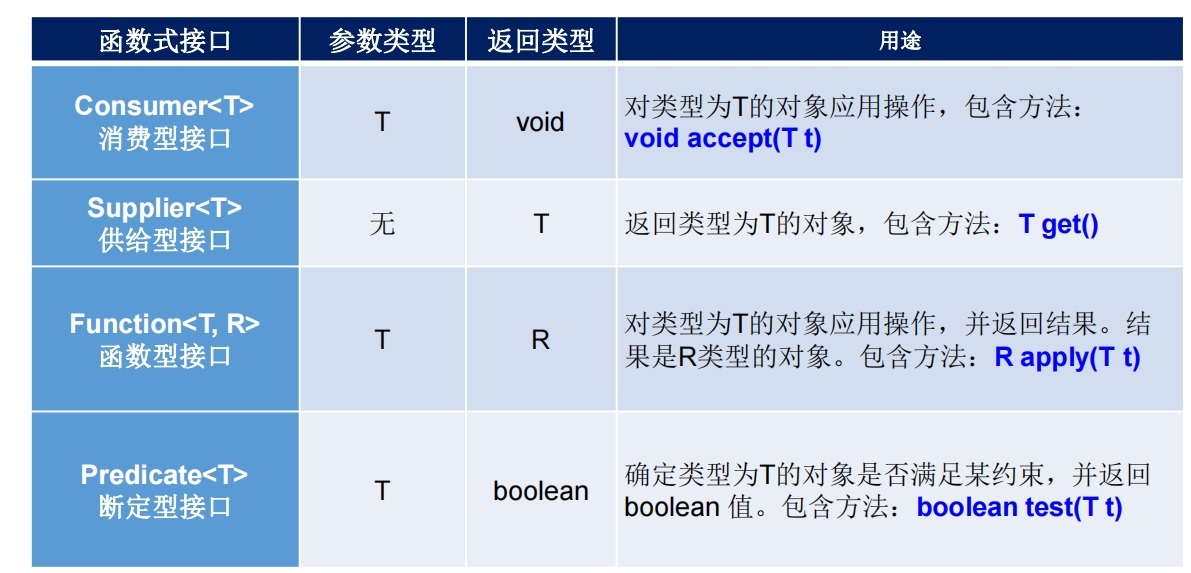 函数式接口 参数类型 返回类型 用途
Consumer<T>
消费型接口
T
void
对类型为T的对象应用操作，包含方法：
void accept(T t)
Supplier<T>
供给型接口
无
T
返回类型为T的对象，包含方法：T get()
Function<T, R>
函数型接口
T
R
对类型为T的对象应用操作，并返回结果。结
果是R类型的对象。包含方法：R apply(T t)
Predicate<T>
断定型接口
T
boolean
确定类型为T的对象是否满足某约束，并返回
boolean 值。包含方法：boolean test(T t)